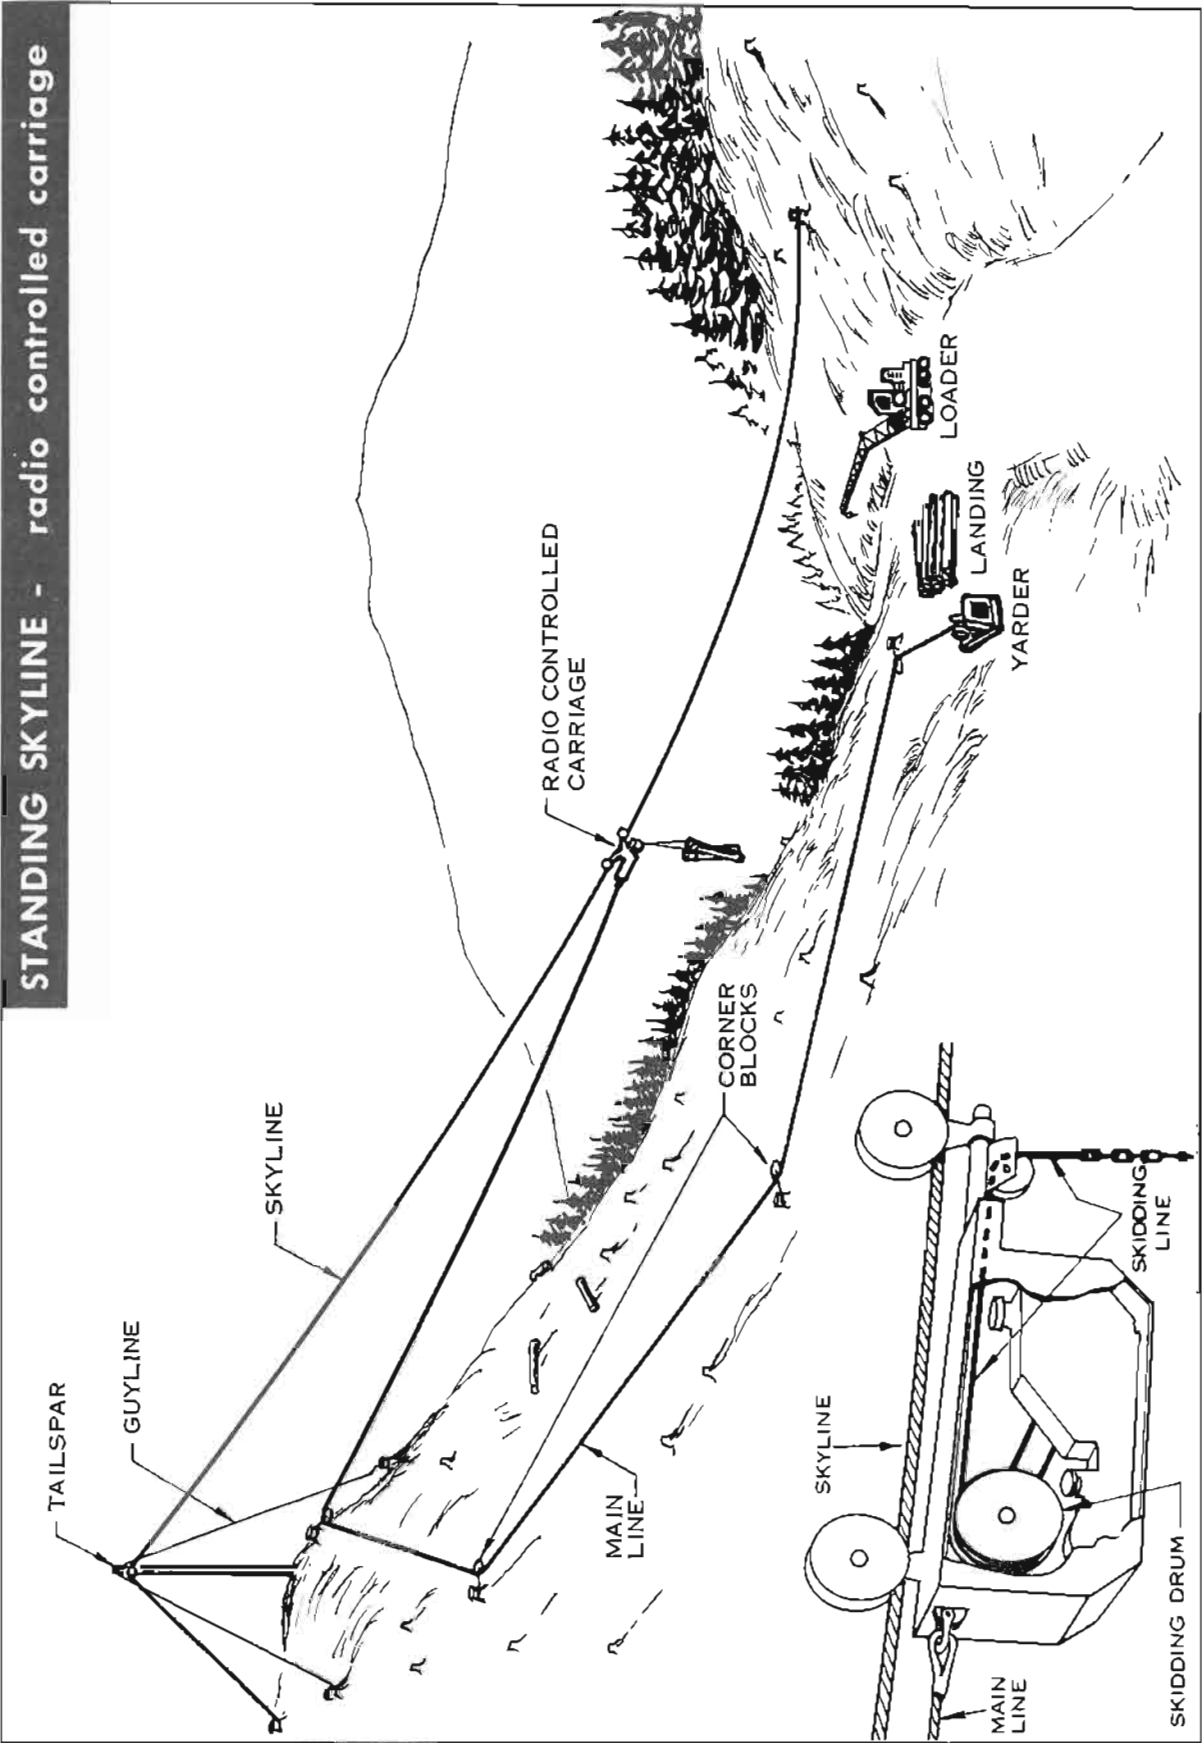 STANDING SKYLINE - radio controlled carriage
TAILSPAR
GUYLINE
SKYLINE
RADIO CONTROLLED
CARRIAGE
CORNER
BLOCKS
MAIN
LINE
LOADER
LANDING
YARDER
SKYLINE
SKIDDING
LINE
MAIN
LINE
SKIDDING DRUM